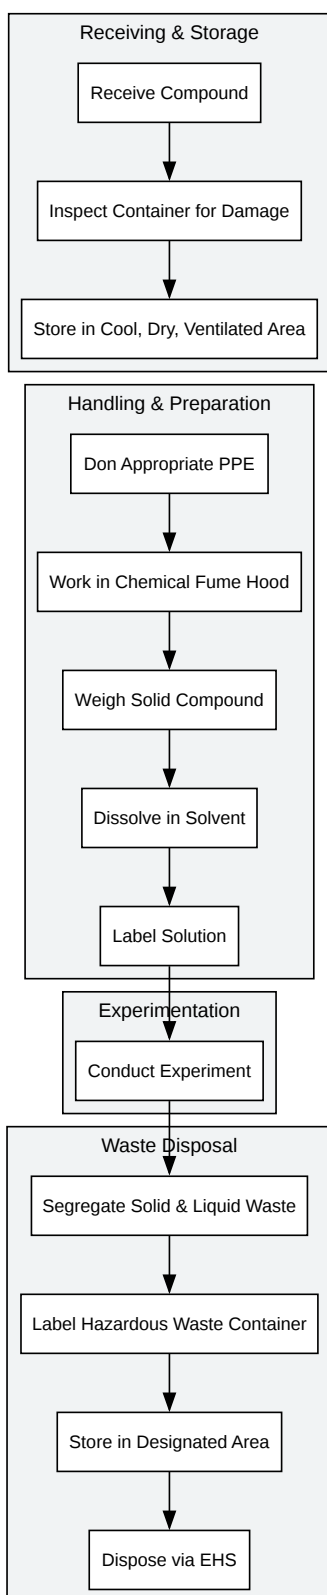 Receiving & Storage
Receive Compound
Inspect Container for Damage
Store in Cool, Dry, Ventilated Area
Handling & Preparation
Don Appropriate PPE
Work in Chemical Fume Hood
Weigh Solid Compound
Dissolve in Solvent
Label Solution
Experimentation
Conduct Experiment
Waste Disposal
Segregate Solid & Liquid Waste
Label Hazardous Waste Container
Store in Designated Area
Dispose via EHS